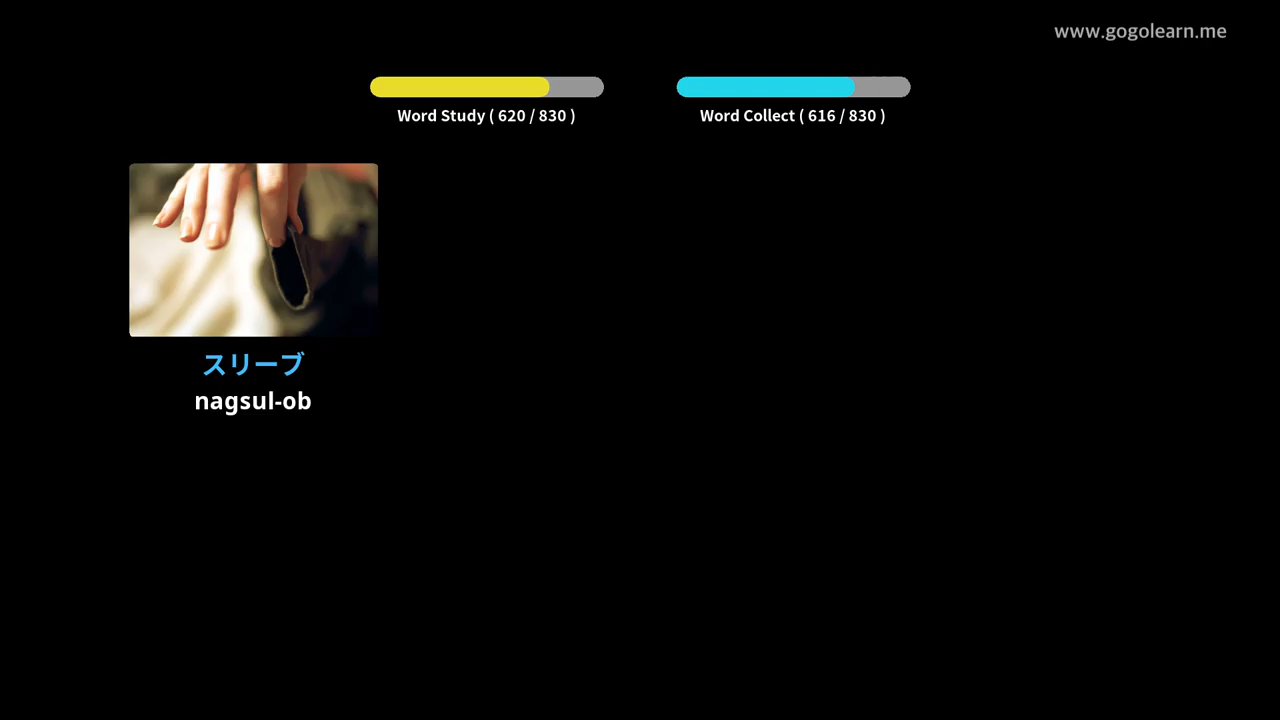 www.gogolearn.me
Word Study ( 620 / 830 )
Word Collect ( 616 / 830 )
スリーブ
nagsul-ob